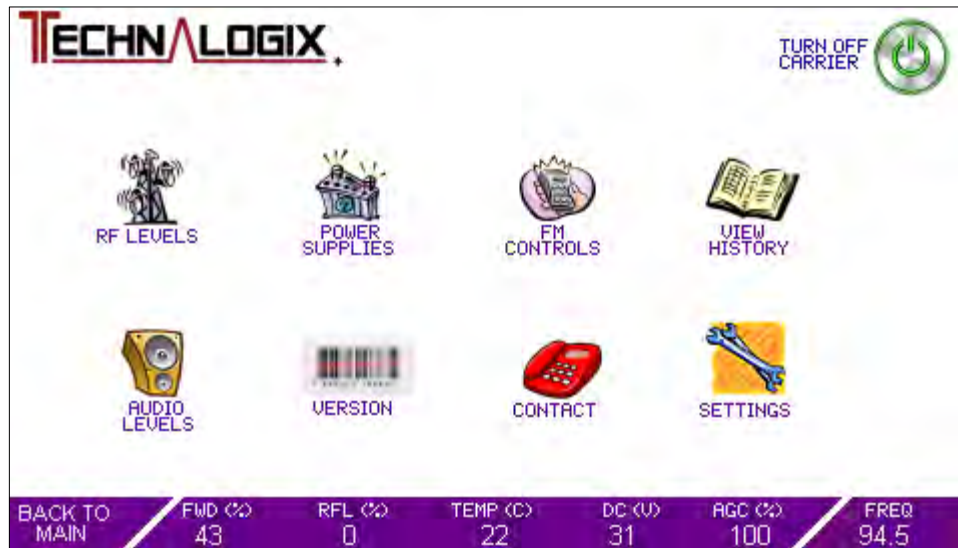 TECHNALOGIX
TURN OFF
CARRIER
RF LEVELS
POWER
SUPPLIES
FM
CONTROLS
VIEW
HISTORY
AUDIO
LEVELS
VERSION
CONTACT
SETTINGS
BACK TO
MAIN
FWD (%)
43
RFL (%)
0
TEMP (C)
22
DC (V)
31
AGC (%)
100
FREQ
94.5